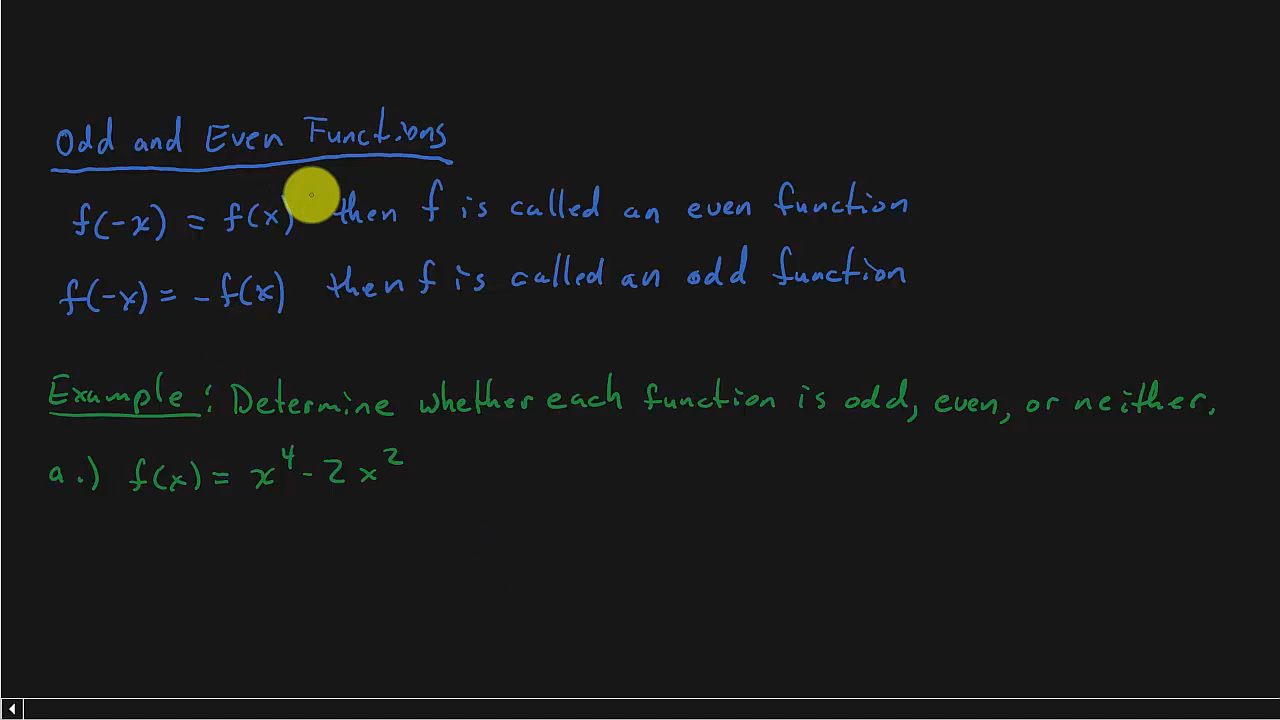 Odd and Even Functions
f(-x) = f(x) then f is called an even function
f(-x) = -f(x) then f is called an odd function
Example: Determine whether each function is odd, even, or neither.
a.) f(x) = x⁴ - 2x²